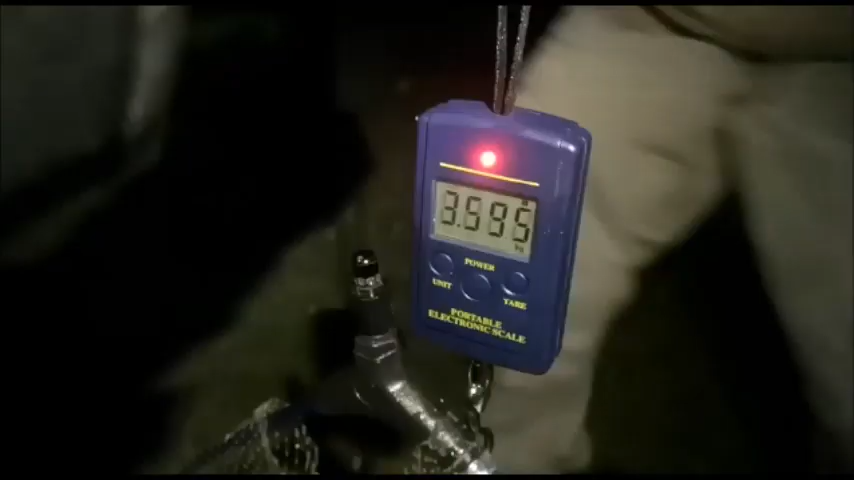 3.595
kg
POWER
UNIT
TARE
PORTABLE
ELECTRONIC SCALE